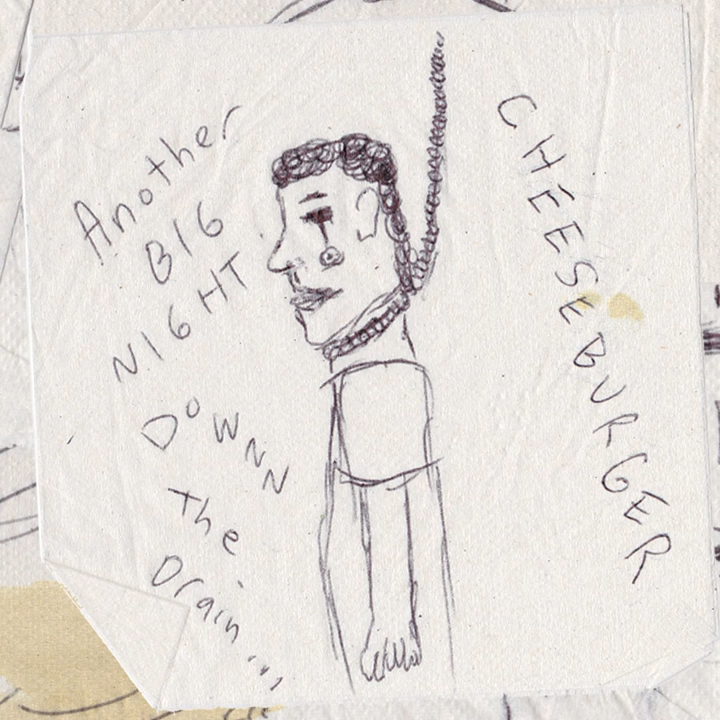 Another
BIG
NIGHT
DOWNN
The
Drain...
CHEESEBURGER